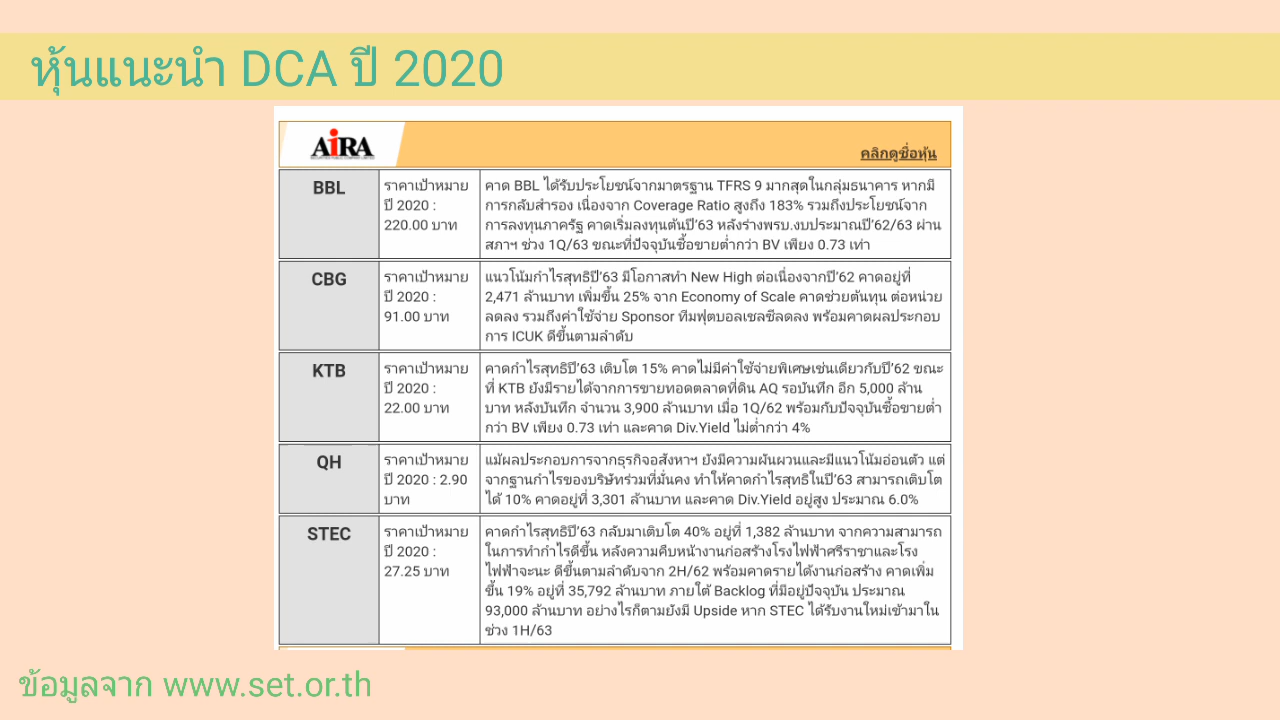 หุ้นแนะนำ DCA ปี 2020
AiRA
คลิกดูชื่อหุ้น
BBL
ราคาเป้าหมาย
ปี 2020 :
220.00 บาท
คาด BBL ได้รับประโยชน์จากมาตรฐาน TFRS 9 มากสุดในกลุ่มธนาคาร หากมี
การกลับสำรอง เนื่องจาก Coverage Ratio สูงถึง 183% รวมถึงประโยชน์จาก
การลงทุนภาครัฐ คาดเริ่มลงทุนต้นปี’63 หลังร่างพรบ.งบประมาณปี’62/63 ผ่าน
สภาฯ ช่วง 1Q/63 ขณะที่ปัจจุบันซื้อขายต่ำกว่า BV เพียง 0.73 เท่า
CBG
ราคาเป้าหมาย
ปี 2020 :
91.00 บาท
แนวโน้มกำไรสุทธิปี’63 มีโอกาสทำ New High ต่อเนื่องจากปี’62 คาดอยู่ที่
2,471 ล้านบาท เพิ่มขึ้น 25% จาก Economy of Scale คาดช่วยต้นทุน ต่อหน่วย
ลดลง รวมถึงค่าใช้จ่าย Sponsor ทีมฟุตบอลเชลซีลดลง พร้อมคาดผลประกอบ
การ ICUK ดีขึ้นตามลำดับ
KTB
ราคาเป้าหมาย
ปี 2020 :
22.00 บาท
คาดกำไรสุทธิปี’63 เติบโต 15% คาดไม่มีค่าใช้จ่ายพิเศษเช่นเดียวกับปี’62 ขณะ
ที่ KTB ยังมีรายได้จากการขายทอดตลาดที่ดิน AQ รอบันทึก อีก 5,000 ล้าน
บาท หลังบันทึก จำนวน 3,900 ล้านบาท เมื่อ 1Q/62 พร้อมกับปัจจุบันซื้อขายต่ำ
กว่า BV เพียง 0.73 เท่า และคาด Div.Yield ไม่ต่ำกว่า 4%
QH
ราคาเป้าหมาย
ปี 2020 : 2.90
บาท
แม้ผลประกอบการจากธุรกิจอสังหาฯ ยังมีความผันผวนและมีแนวโน้มอ่อนตัว แต่
จากฐานกำไรของบริษัทร่วมที่มั่นคง ทำให้คาดกำไรสุทธิในปี’63 สามารถเติบโต
ได้ 10% คาดอยู่ที่ 3,301 ล้านบาท และคาด Div.Yield อยู่สูง ประมาณ 6.0%
STEC
ราคาเป้าหมาย
ปี 2020 :
27.25 บาท
คาดกำไรสุทธิปี’63 กลับมาเติบโต 40% อยู่ที่ 1,382 ล้านบาท จากความสามารถ
ในการทำกำไรดีขึ้น หลังความคืบหน้างานก่อสร้างโรงไฟฟ้าศรีราชาและโรง
ไฟฟ้าจะนะ ดีขึ้นตามลำดับจาก 2H/62 พร้อมคาดรายได้งานก่อสร้าง คาดเพิ่ม
ขึ้น 19% อยู่ที่ 35,792 ล้านบาท ภายใต้ Backlog ที่มีอยู่ปัจจุบัน ประมาณ
93,000 ล้านบาท อย่างไรก็ตามยังมี Upside หาก STEC ได้รับงานใหม่เข้ามาใน
ช่วง 1H/63
ข้อมูลจาก www.set.or.th